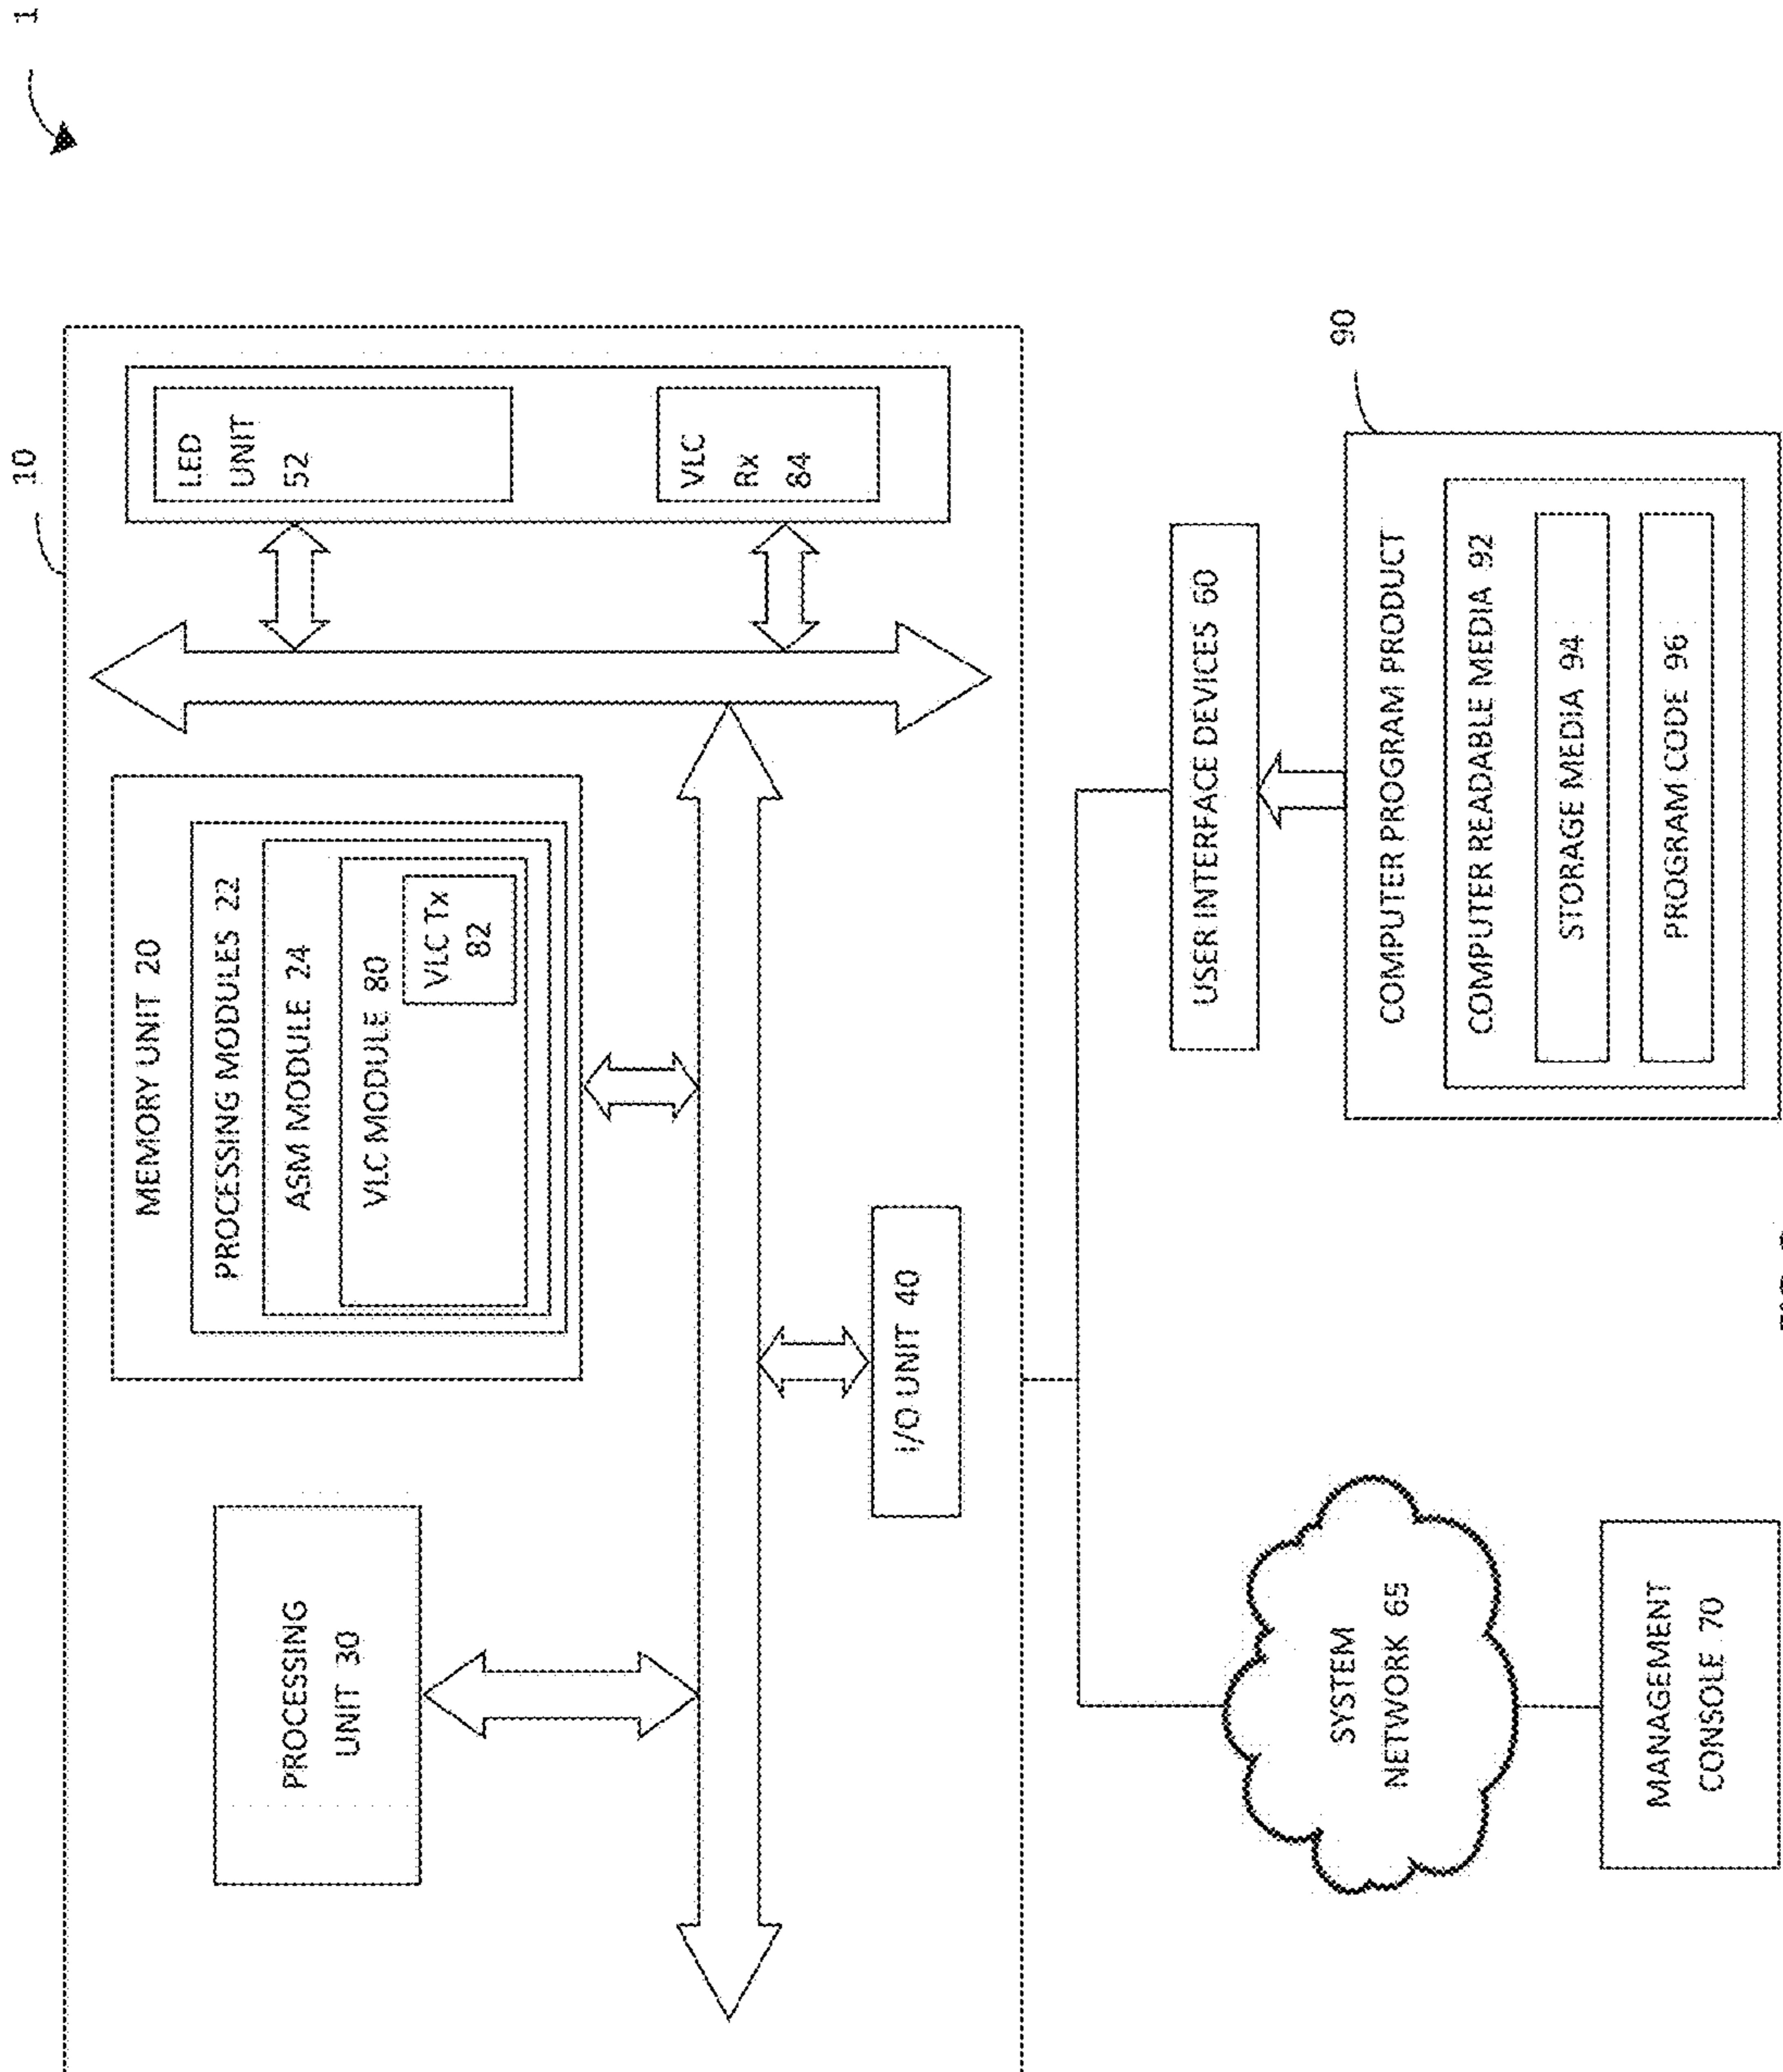 1
10
MEMORY UNIT 20
PROCESSING MODULES 22
ASM MODULE 24
VLC MODULE 80
VLC Tx
82
PROCESSING
UNIT 30
LED
UNIT
52
VLC
Rx
84
I/O UNIT 40
USER INTERFACE DEVICES 60
90
COMPUTER PROGRAM PRODUCT
COMPUTER READABLE MEDIA 92
STORAGE MEDIA 94
PROGRAM CODE 96
SYSTEM
NETWORK 65
MANAGEMENT
CONSOLE 70